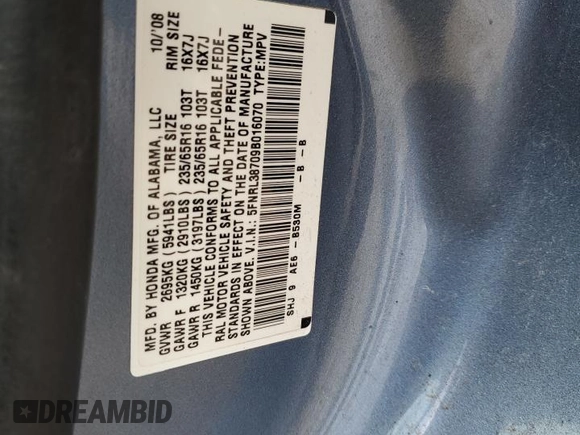 MFD. BY HONDA MFG. OF ALABAMA, LLC 10/'08
GVWR 2695KG (5941LBS) TIRE SIZE RIM SIZE
GAWR F 1320KG (2910LBS) 235/65R16 103T 16X7J
GAWR R 1450KG (3197LBS) 235/65R16 103T 16X7J
THIS VEHICLE CONFORMS TO ALL APPLICABLE FEDE-
RAL MOTOR VEHICLE SAFETY AND THEFT PREVENTION
STANDARDS IN EFFECT ON THE DATE OF MANUFACTURE
SHOWN ABOVE. V.I.N.: 5FNRL38709B016070 TYPE:MPV
SHJ 9 AE6 -B530M -B -B
DREAMBID